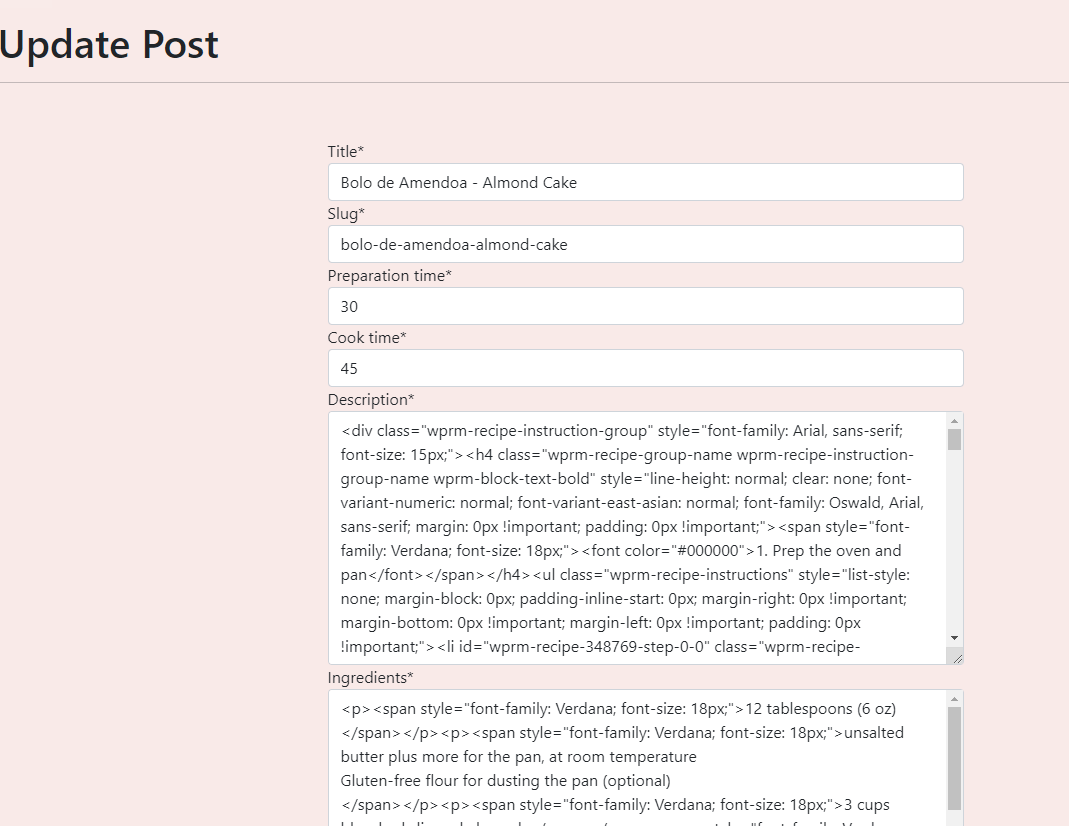 Update Post
Title*
Bolo de Amendoa - Almond Cake
Slug*
bolo-de-amendoa-almond-cake
Preparation time*
30
Cook time*
45
Description*
<div class="wprm-recipe-instruction-group" style="font-family: Arial, sans-serif;
font-size: 15px;"><h4 class="wprm-recipe-group-name wprm-recipe-instruction-
group-name wprm-block-text-bold" style="line-height: normal; clear: none; font-
variant-numeric: normal; font-variant-east-asian: normal; font-family: Oswald, Arial,
sans-serif; margin: 0px !important; padding: 0px !important;"><span style="font-
family: Verdana; font-size: 18px;"><font color="#000000">1. Prep the oven and
pan</font></span></h4><ul class="wprm-recipe-instructions" style="list-style:
none; margin-block: 0px; padding-inline-start: 0px; margin-right: 0px !important;
margin-bottom: 0px !important; margin-left: 0px !important; padding: 0px
!important;"><li id="wprm-recipe-348769-step-0-0" class="wprm-recipe-
Ingredients*
<p><span style="font-family: Verdana; font-size: 18px;">12 tablespoons (6 oz)
</span></p><p><span style="font-family: Verdana; font-size: 18px;">unsalted
butter plus more for the pan, at room temperature
Gluten-free flour for dusting the pan (optional)
</span></p><p><span style="font-family: Verdana; font-size: 18px;">3 cups